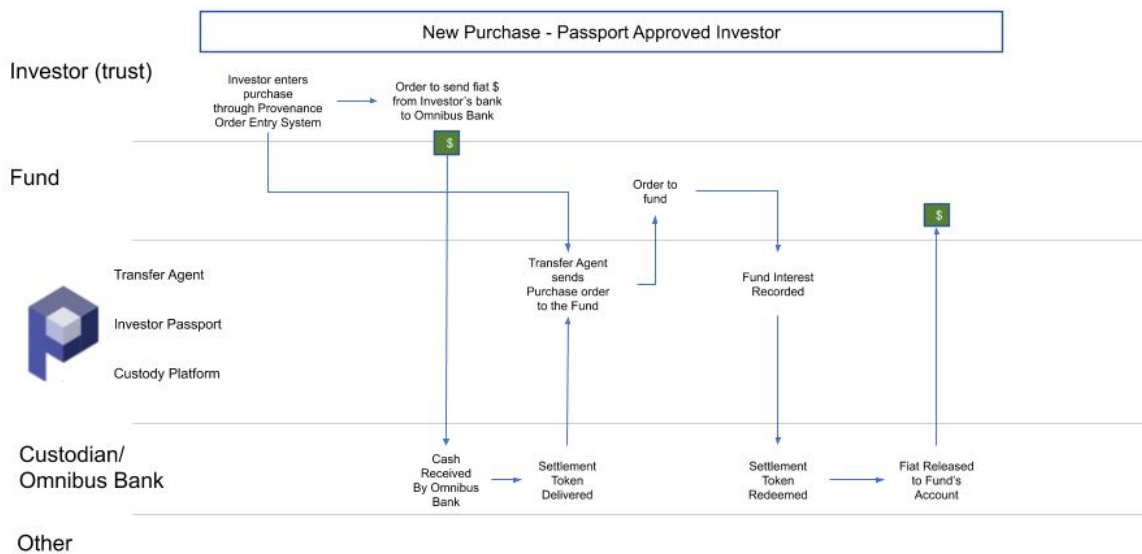 New Purchase - Passport Approved Investor
Investor (trust)
Investor enters
purchase
through Provenance
Order Entry System
Order to send fiat $
from Investor's bank
to Omnibus Bank
$
Fund
Order to
fund
$
Transfer Agent
Investor Passport
Custody Platform
Transfer Agent
sends
Purchase order
to the Fund
Fund Interest
Recorded
Custodian/
Omnibus Bank
Cash
Received
By Omnibus
Bank
Settlement
Token
Delivered
Settlement
Token
Redeemed
Fiat Released
to Fund's
Account
Other